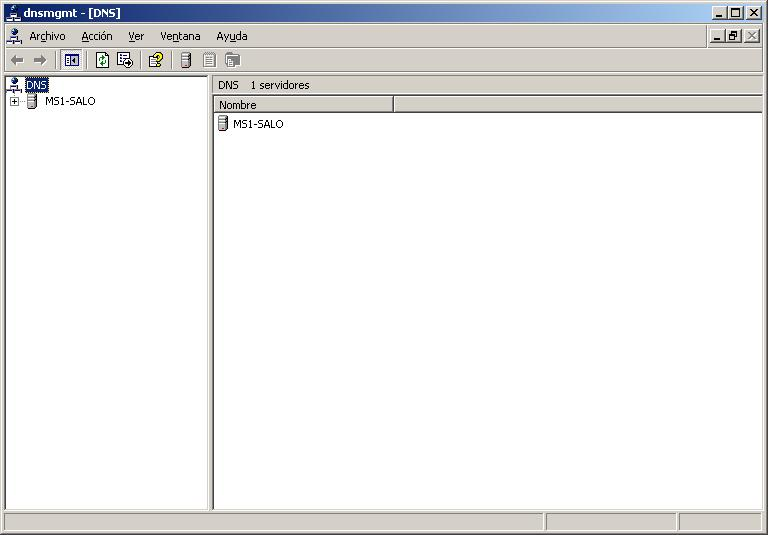 dnsmgmt - [DNS]
Archivo Acción Ver Ventana Ayuda
DNS
MS1-SALO
DNS 1 servidores
Nombre
MS1-SALO